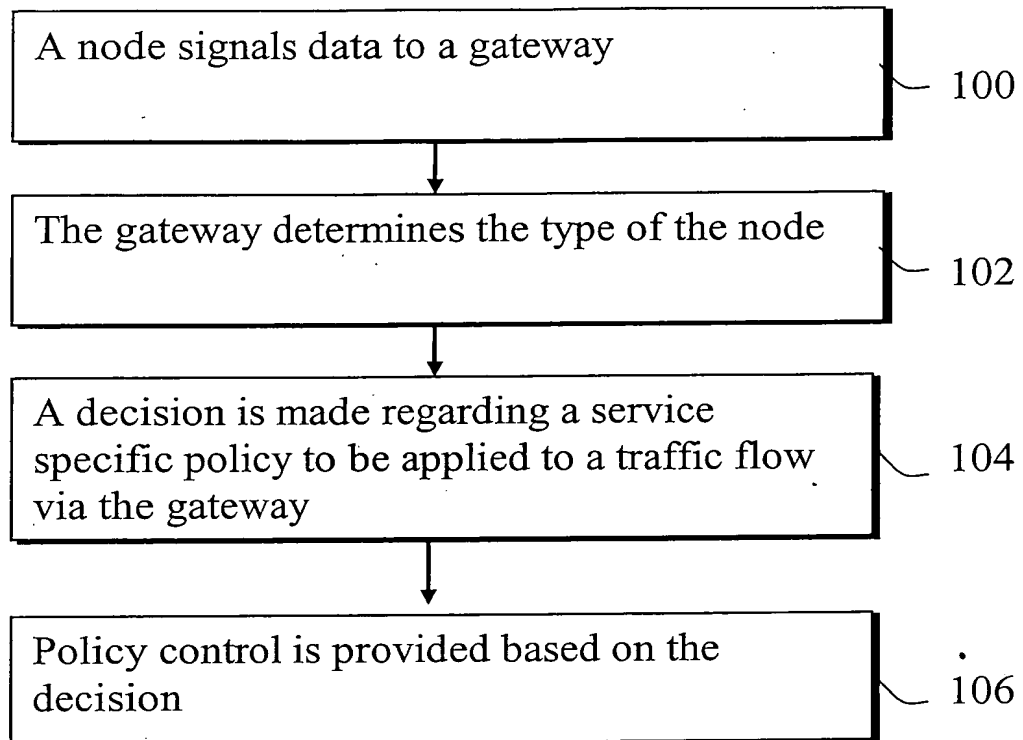 A node signals data to a gateway
100
The gateway determines the type of the node
102
A decision is made regarding a service
specific policy to be applied to a traffic flow
via the gateway
104
Policy control is provided based on the
decision
106